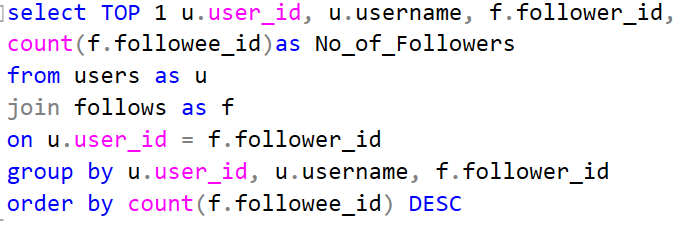 select TOP 1 u.user_id, u.username, f.follower_id,
count(f.followee_id)as No_of_Followers
from users as u
join follows as f
on u.user_id = f.follower_id
group by u.user_id, u.username, f.follower_id
order by count(f.followee_id) DESC